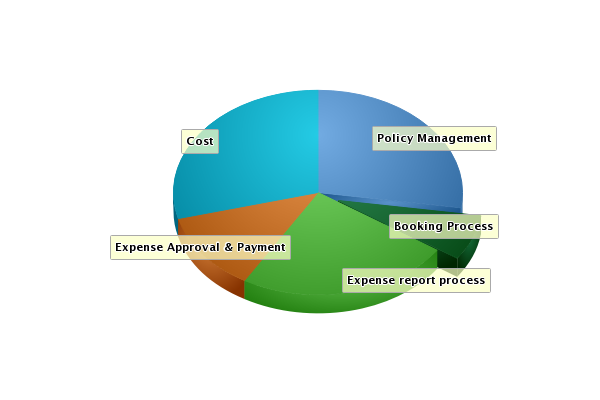 Cost
Policy Management
Booking Process
Expense Approval & Payment
Expense report process